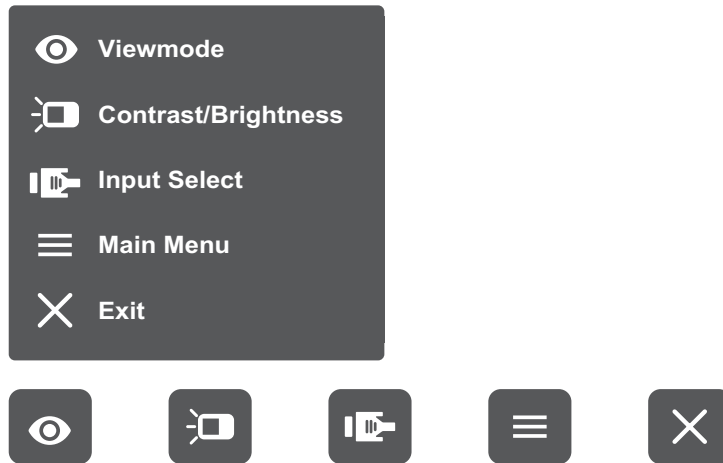 Viewmode
Contrast/Brightness
Input Select
Main Menu
Exit